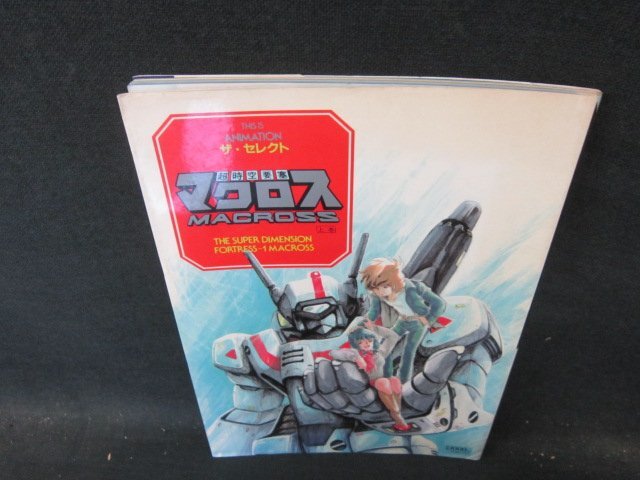 THIS IS
ANIMATION
ザ・セレクト
超時空要塞
マクロス
MACROSS
上巻
THE SUPER DIMENSION
FORTRESS-1 MACROSS